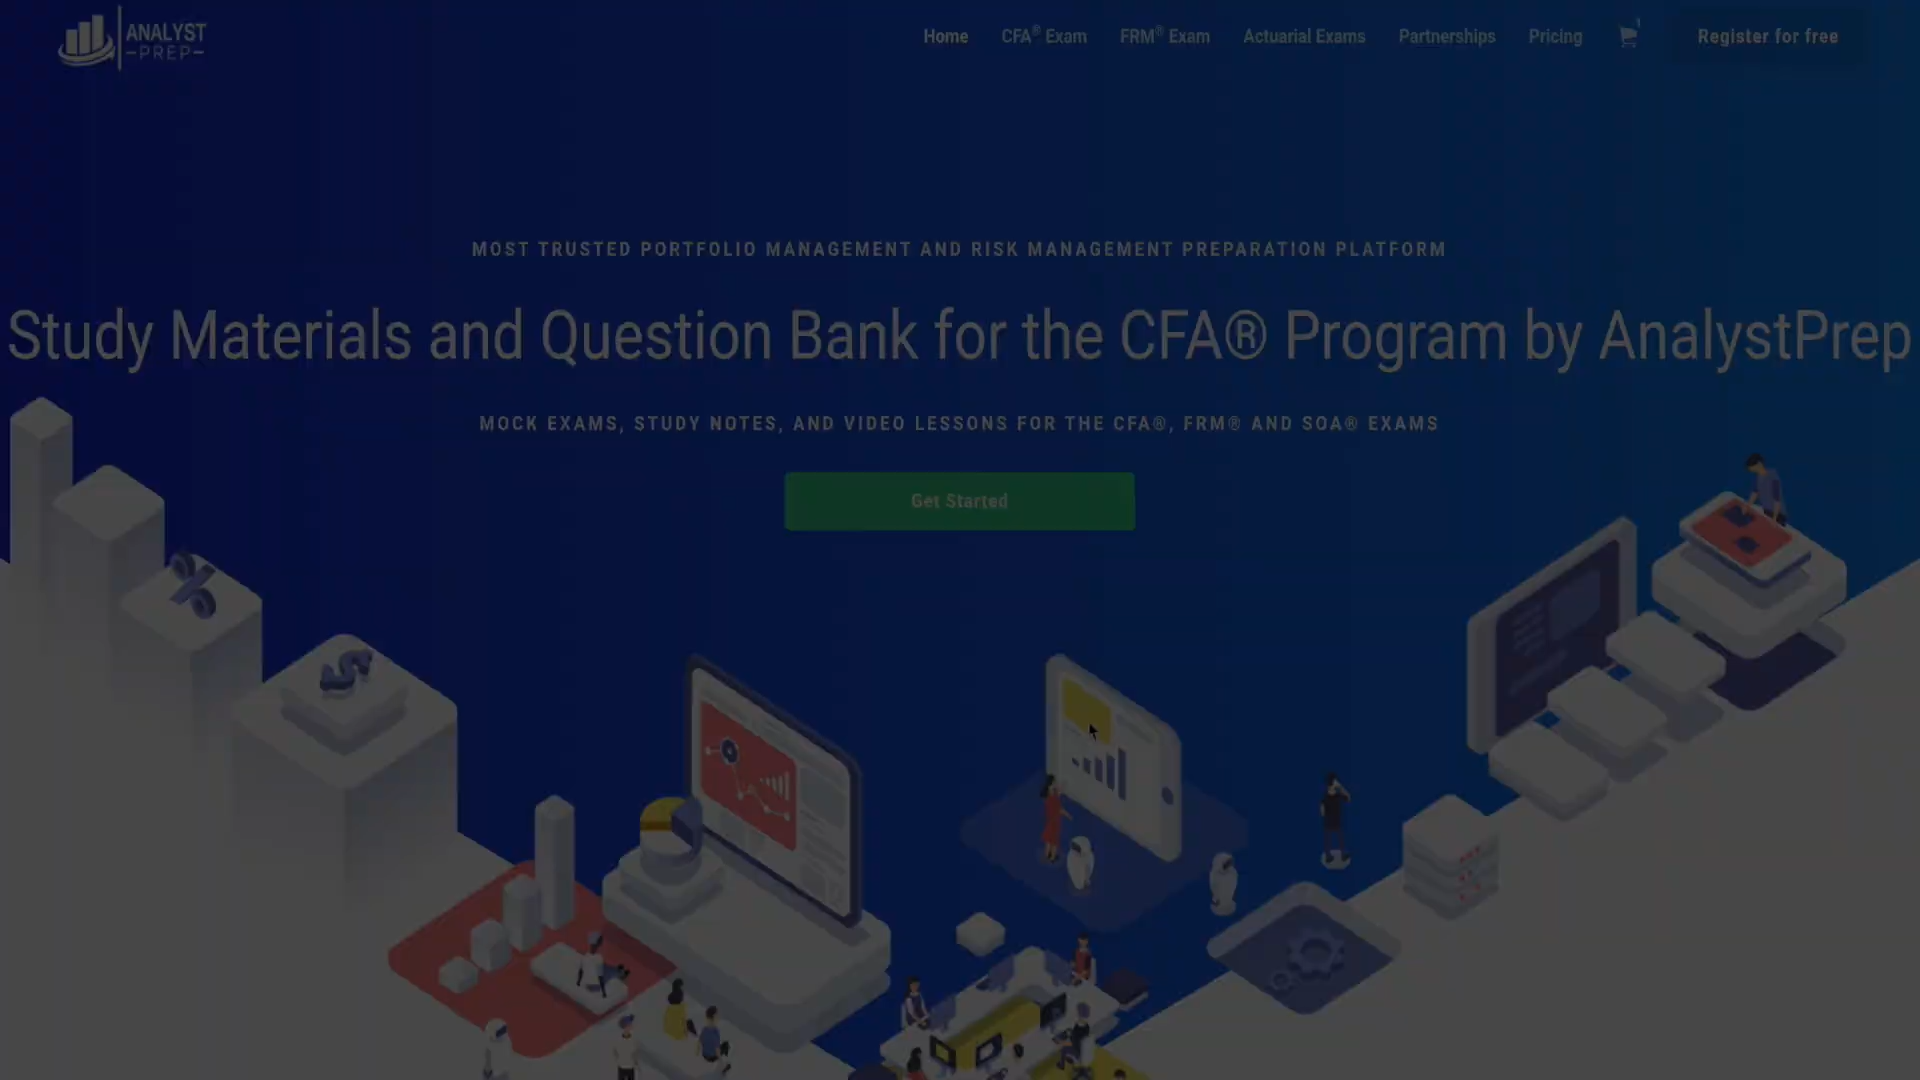 ANALYST
PREP
Home
CFA® Exam
FRM® Exam
Actuarial Exams
Partnerships
Pricing
1
Register for free
MOST TRUSTED PORTFOLIO MANAGEMENT AND RISK MANAGEMENT PREPARATION PLATFORM
Study Materials and Question Bank for the CFA® Program by AnalystPrep
MOCK EXAMS, STUDY NOTES, AND VIDEO LESSONS FOR THE CFA®, FRM® AND SOA® EXAMS
Get Started
%
$